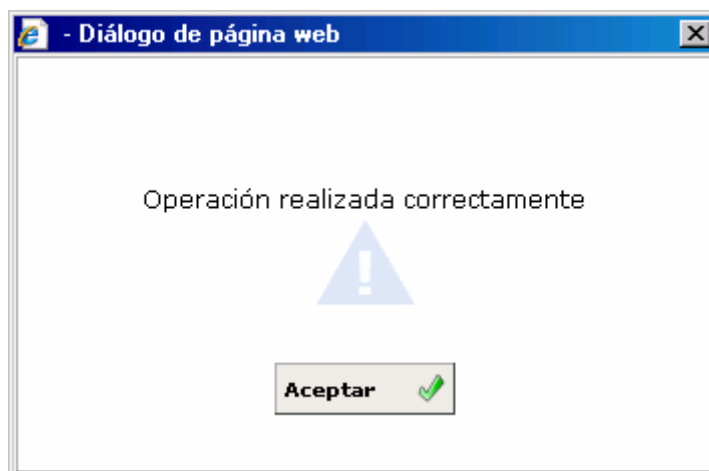 - Diálogo de página web
Operación realizada correctamente
Aceptar